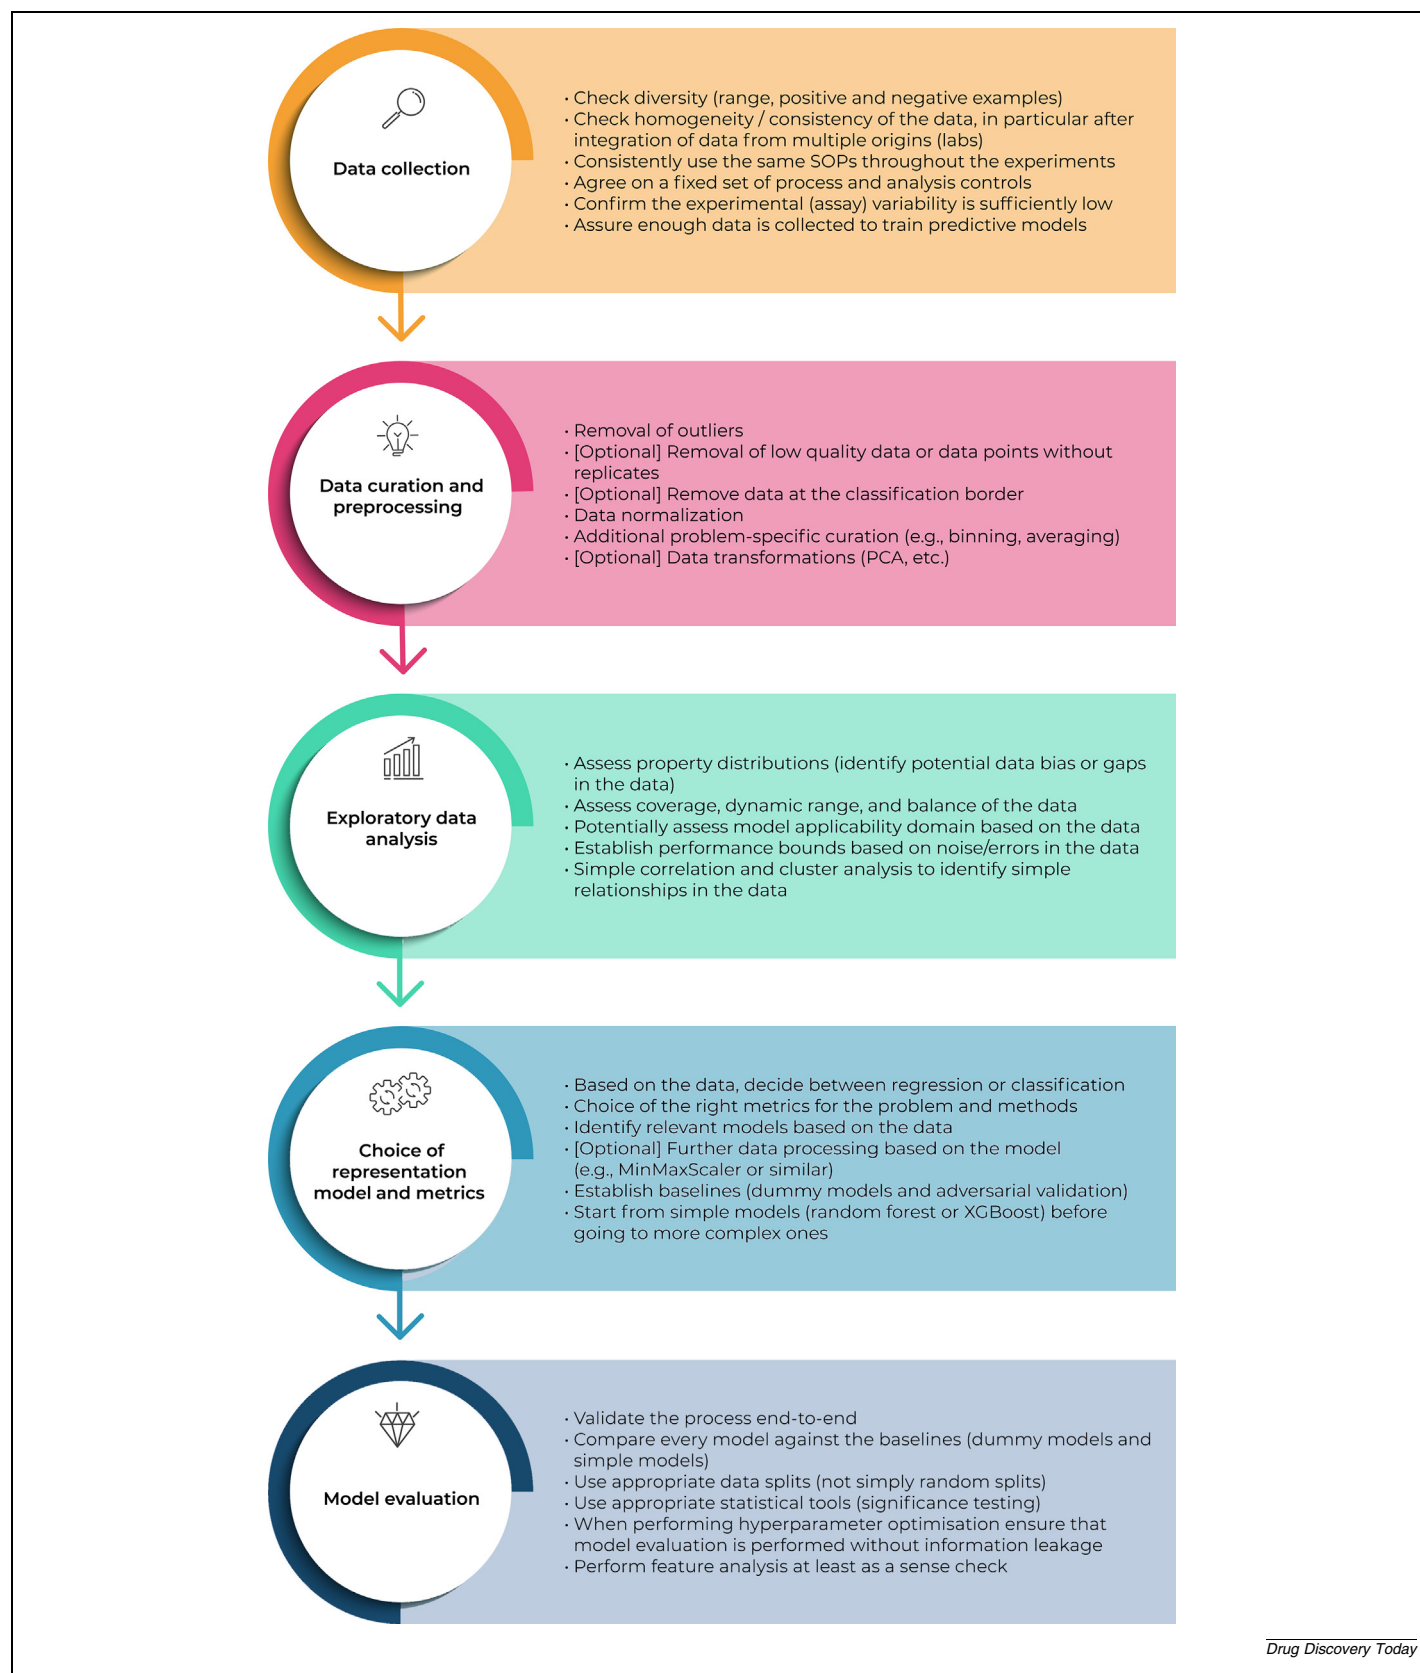 Data collection
· Check diversity (range, positive and negative examples)
· Check homogeneity / consistency of the data, in particular after
integration of data from multiple origins (labs)
· Consistently use the same SOPs throughout the experiments
· Agree on a fixed set of process and analysis controls
· Confirm the experimental (assay) variability is sufficiently low
· Assure enough data is collected to train predictive models
Data curation and
preprocessing
· Removal of outliers
· [Optional] Removal of low quality data or data points without
replicates
· [Optional] Remove data at the classification border
· Data normalization
· Additional problem-specific curation (e.g., binning, averaging)
· [Optional] Data transformations (PCA, etc.)
Exploratory data
analysis
· Assess property distributions (identify potential data bias or gaps
in the data)
· Assess coverage, dynamic range, and balance of the data
· Potentially assess model applicability domain based on the data
· Establish performance bounds based on noise/errors in the data
· Simple correlation and cluster analysis to identify simple
relationships in the data
Choice of
representation
model and metrics
· Based on the data, decide between regression or classification
· Choice of the right metrics for the problem and methods
· Identify relevant models based on the data
· [Optional] Further data processing based on the model
(e.g., MinMaxScaler or similar)
· Establish baselines (dummy models and adversarial validation)
· Start from simple models (random forest or XGBoost) before
going to more complex ones
Model evaluation
· Validate the process end-to-end
· Compare every model against the baselines (dummy models and
simple models)
· Use appropriate data splits (not simply random splits)
· Use appropriate statistical tools (significance testing)
· When performing hyperparameter optimisation ensure that
model evaluation is performed without information leakage
· Perform feature analysis at least as a sense check
Drug Discovery Today